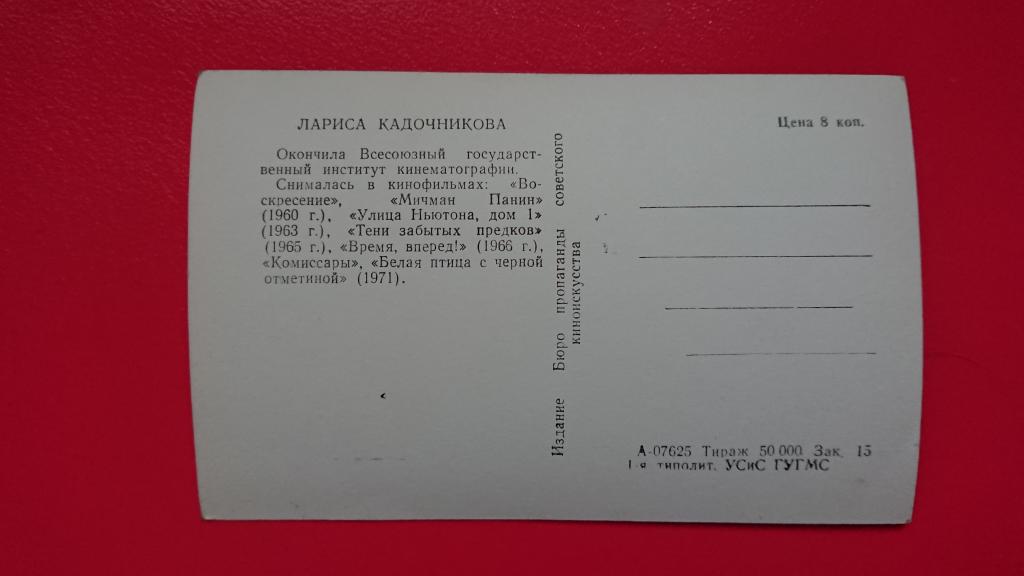 ЛАРИСА КАДОЧНИКОВА
Окончила Всесоюзный государст-
венный институт кинематографии.
Снималась в кинофильмах: «Во-
скресение», «Мичман Панин»
(1960 г.), «Улица Ньютона, дом 1»
(1963 г.), «Тени забытых предков»
(1965 г.), «Время, вперед!» (1966 г.),
«Комиссары», «Белая птица с черной
отметиной» (1971).
Издание Бюро пропаганды советского
киноискусства
Цена 8 коп.
А-07625 Тираж 50 000 Зак. 15
1-я типолит. УСиС ГУГМС